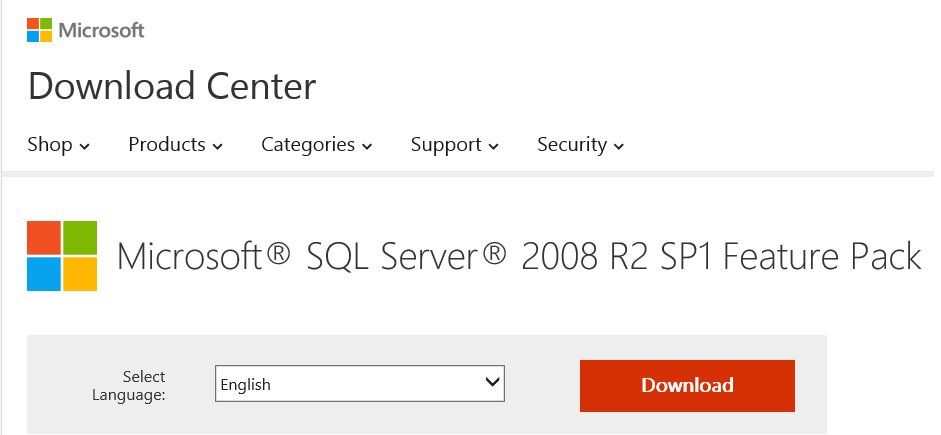 Microsoft
Download Center
Shop Products Categories Support Security
Microsoft® SQL Server® 2008 R2 SP1 Feature Pack
Select
Language:
English
Download